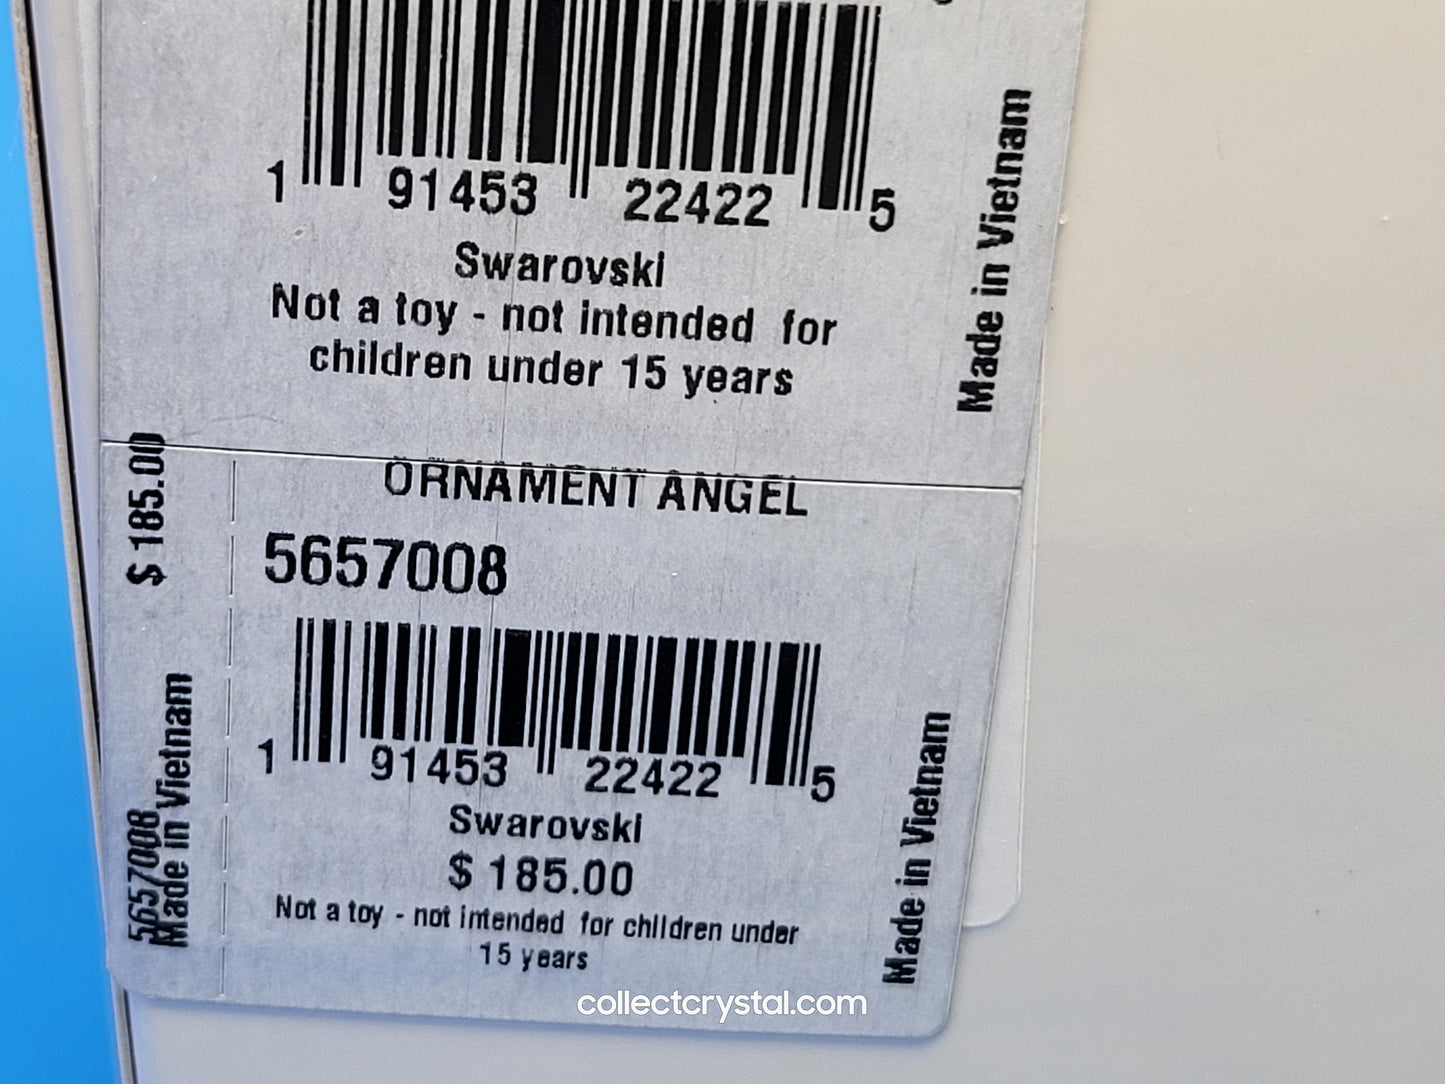 1 91453 22422 5
Swarovski
Not a toy - not intended for
children under 15 years
Made in Vietnam
ORNAMENT ANGEL
5657008
1 91453 22422 5
Swarovski
$ 185.00
Not a toy - not intended for children under
15 years
Made in Vietnam
$ 185.00
5657008
Made in Vietnam
collectcrystal.com